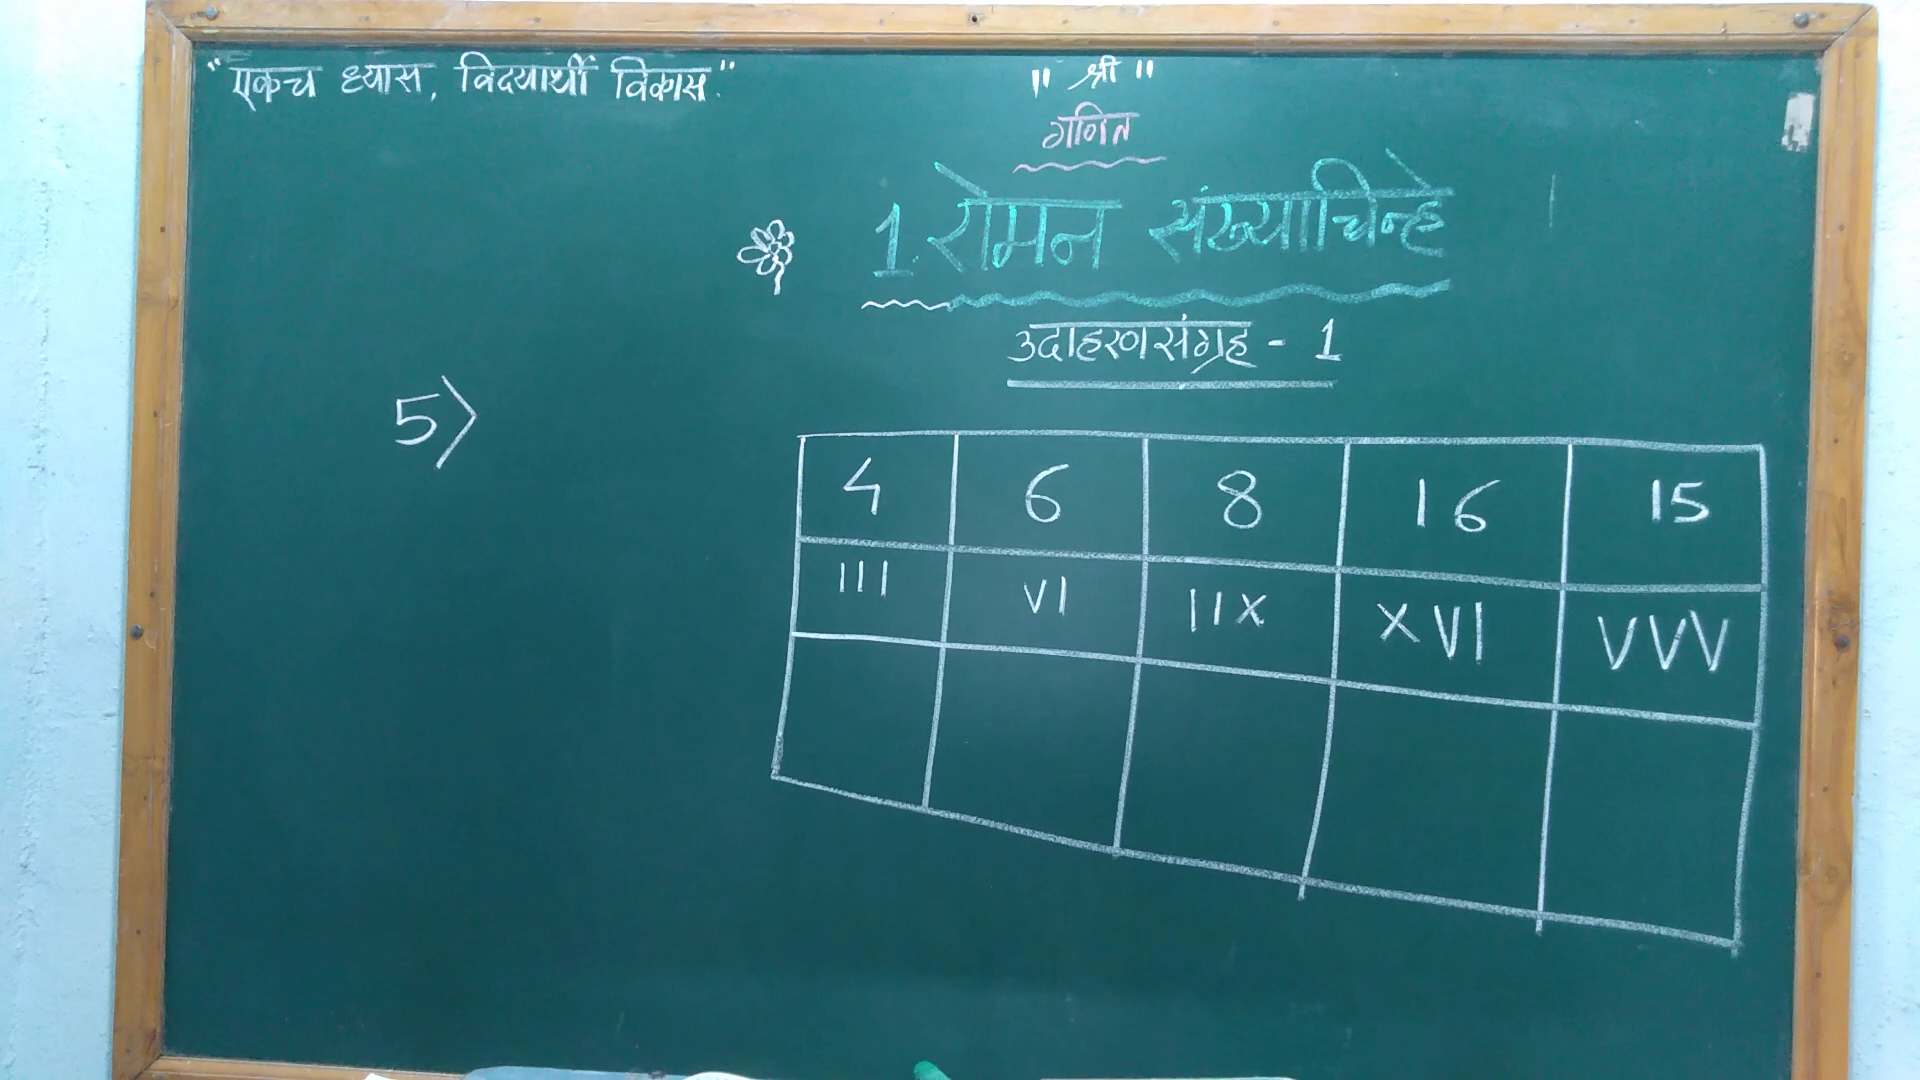 "एकच ध्यास, विदयार्थी विकास."
" श्री "
गणित
1. रोमन संख्याचिन्हे
उदाहरणसंग्रह - 1
5)
4 6 8 16 15
III VI IIX XVI VVV